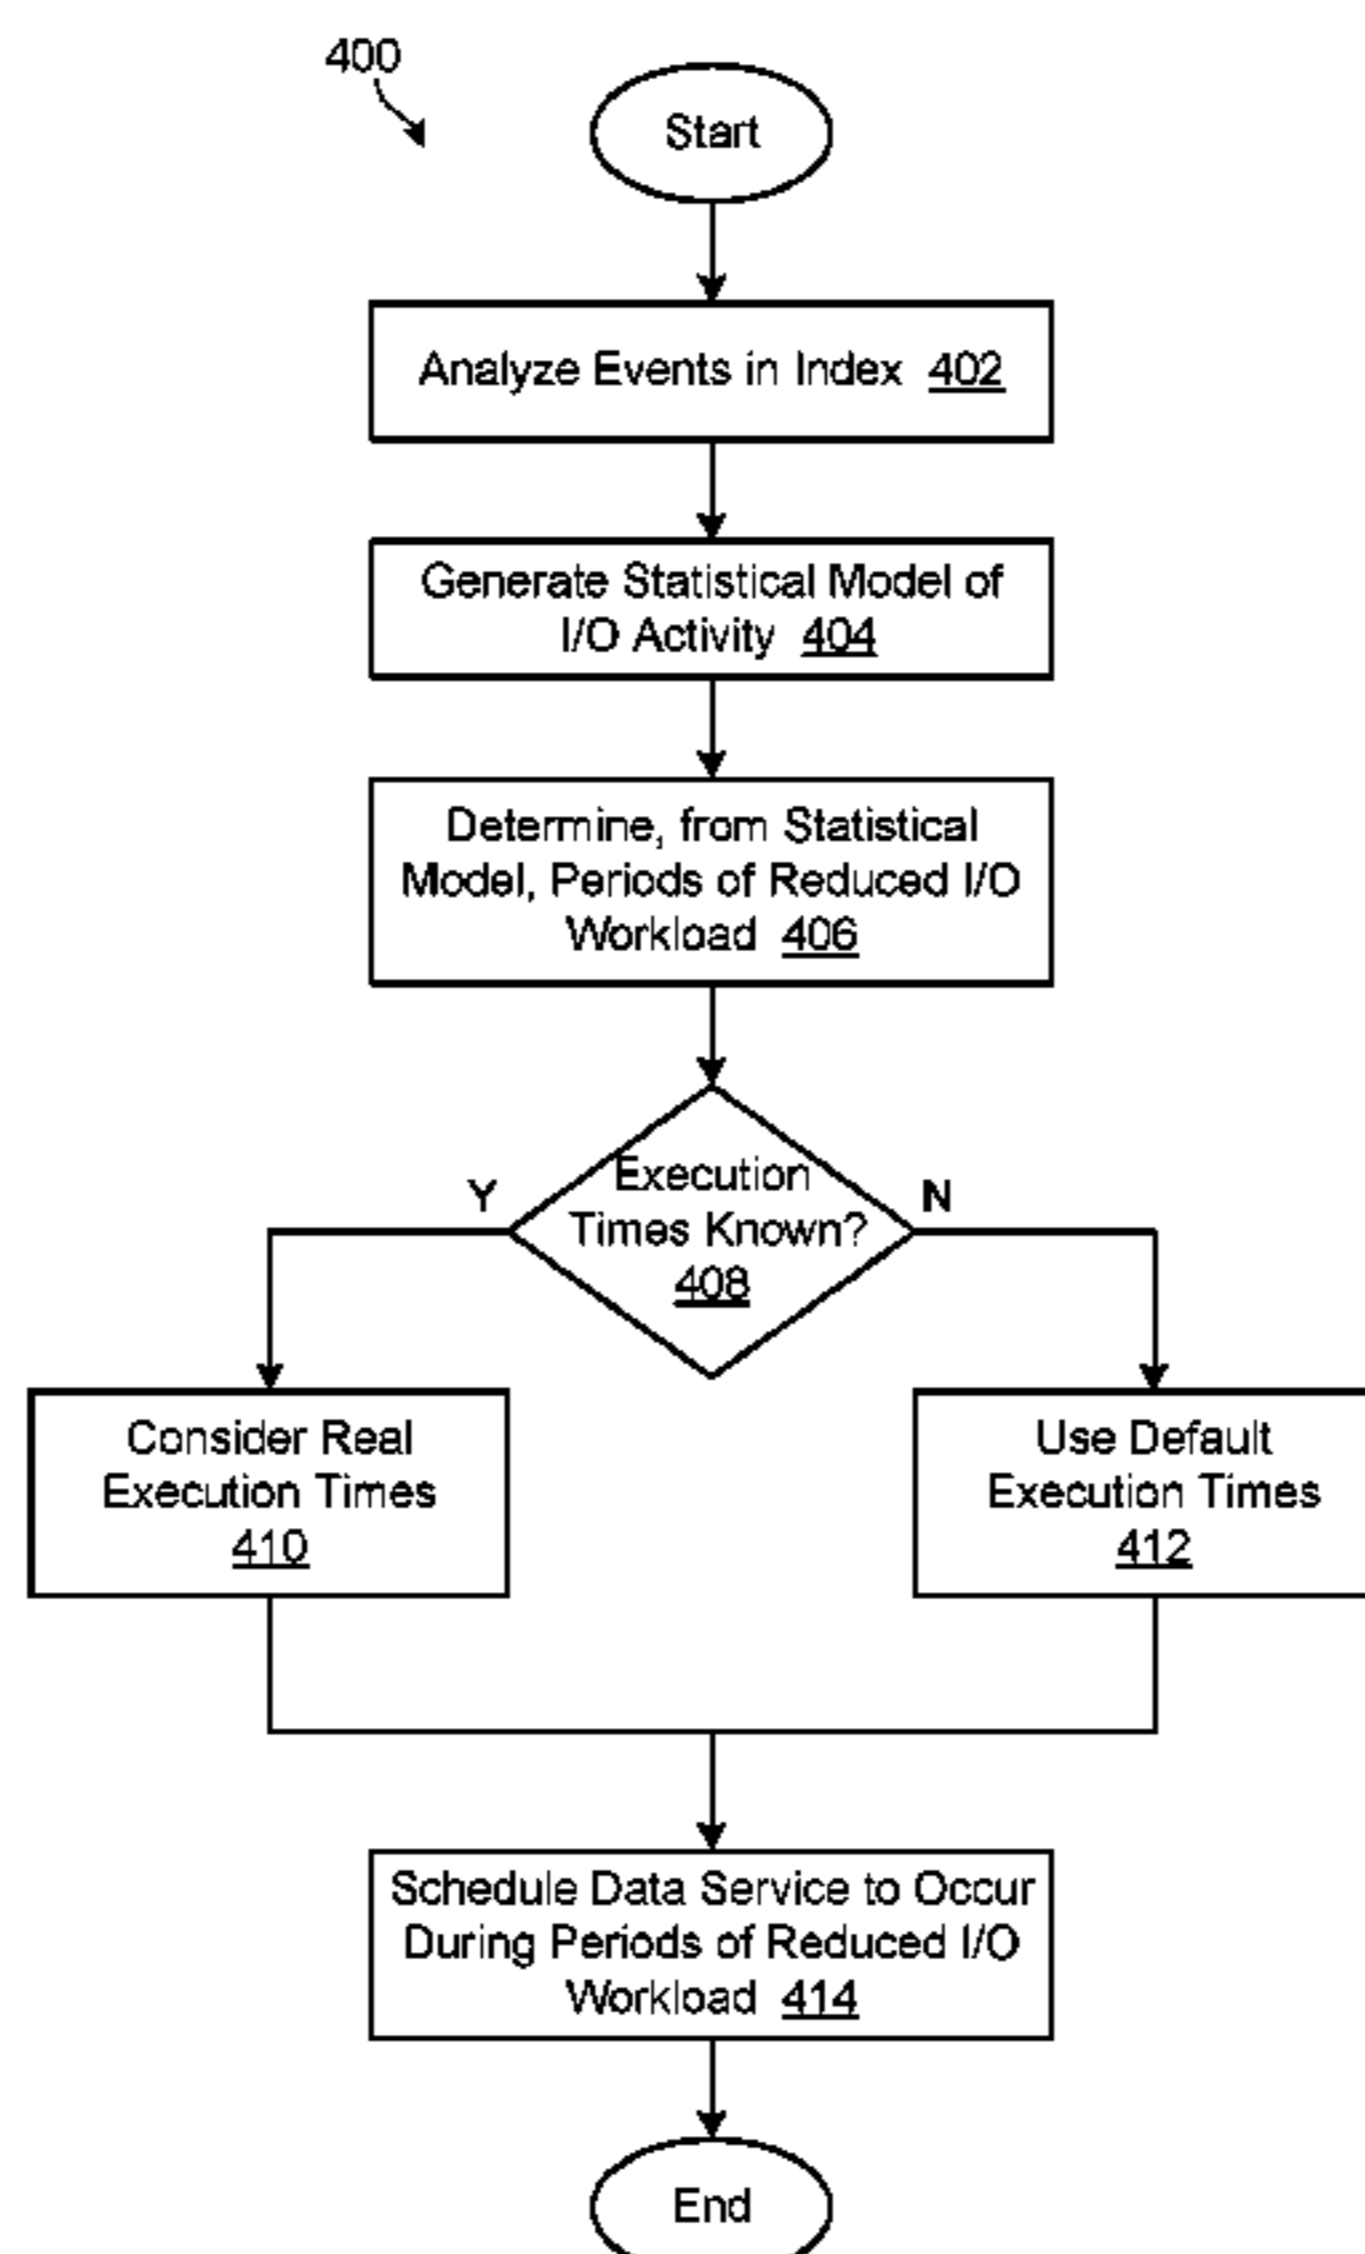 400
Start
Analyze Events in Index 402
Generate Statistical Model of
I/O Activity 404
Determine, from Statistical
Model, Periods of Reduced I/O
Workload 406
Execution
Times Known?
408
Y
N
Consider Real
Execution Times
410
Use Default
Execution Times
412
Schedule Data Service to Occur
During Periods of Reduced I/O
Workload 414
End